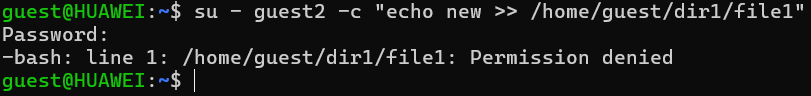 guest@HUAWEI:~$ su - guest2 -c "echo new >> /home/guest/dir1/file1"
Password:
-bash: line 1: /home/guest/dir1/file1: Permission denied
guest@HUAWEI:~$